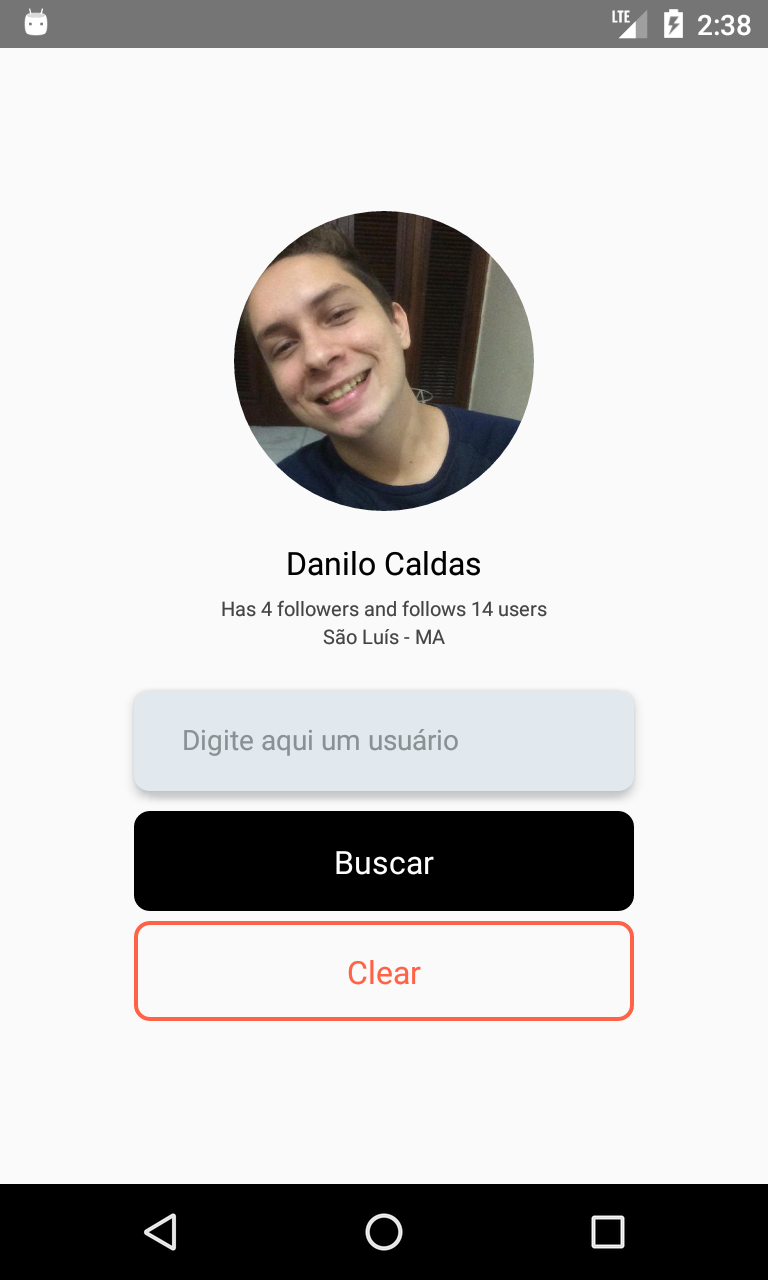 LTE 2:38
Danilo Caldas
Has 4 followers and follows 14 users
São Luís - MA
Digite aqui um usuário
Buscar
Clear